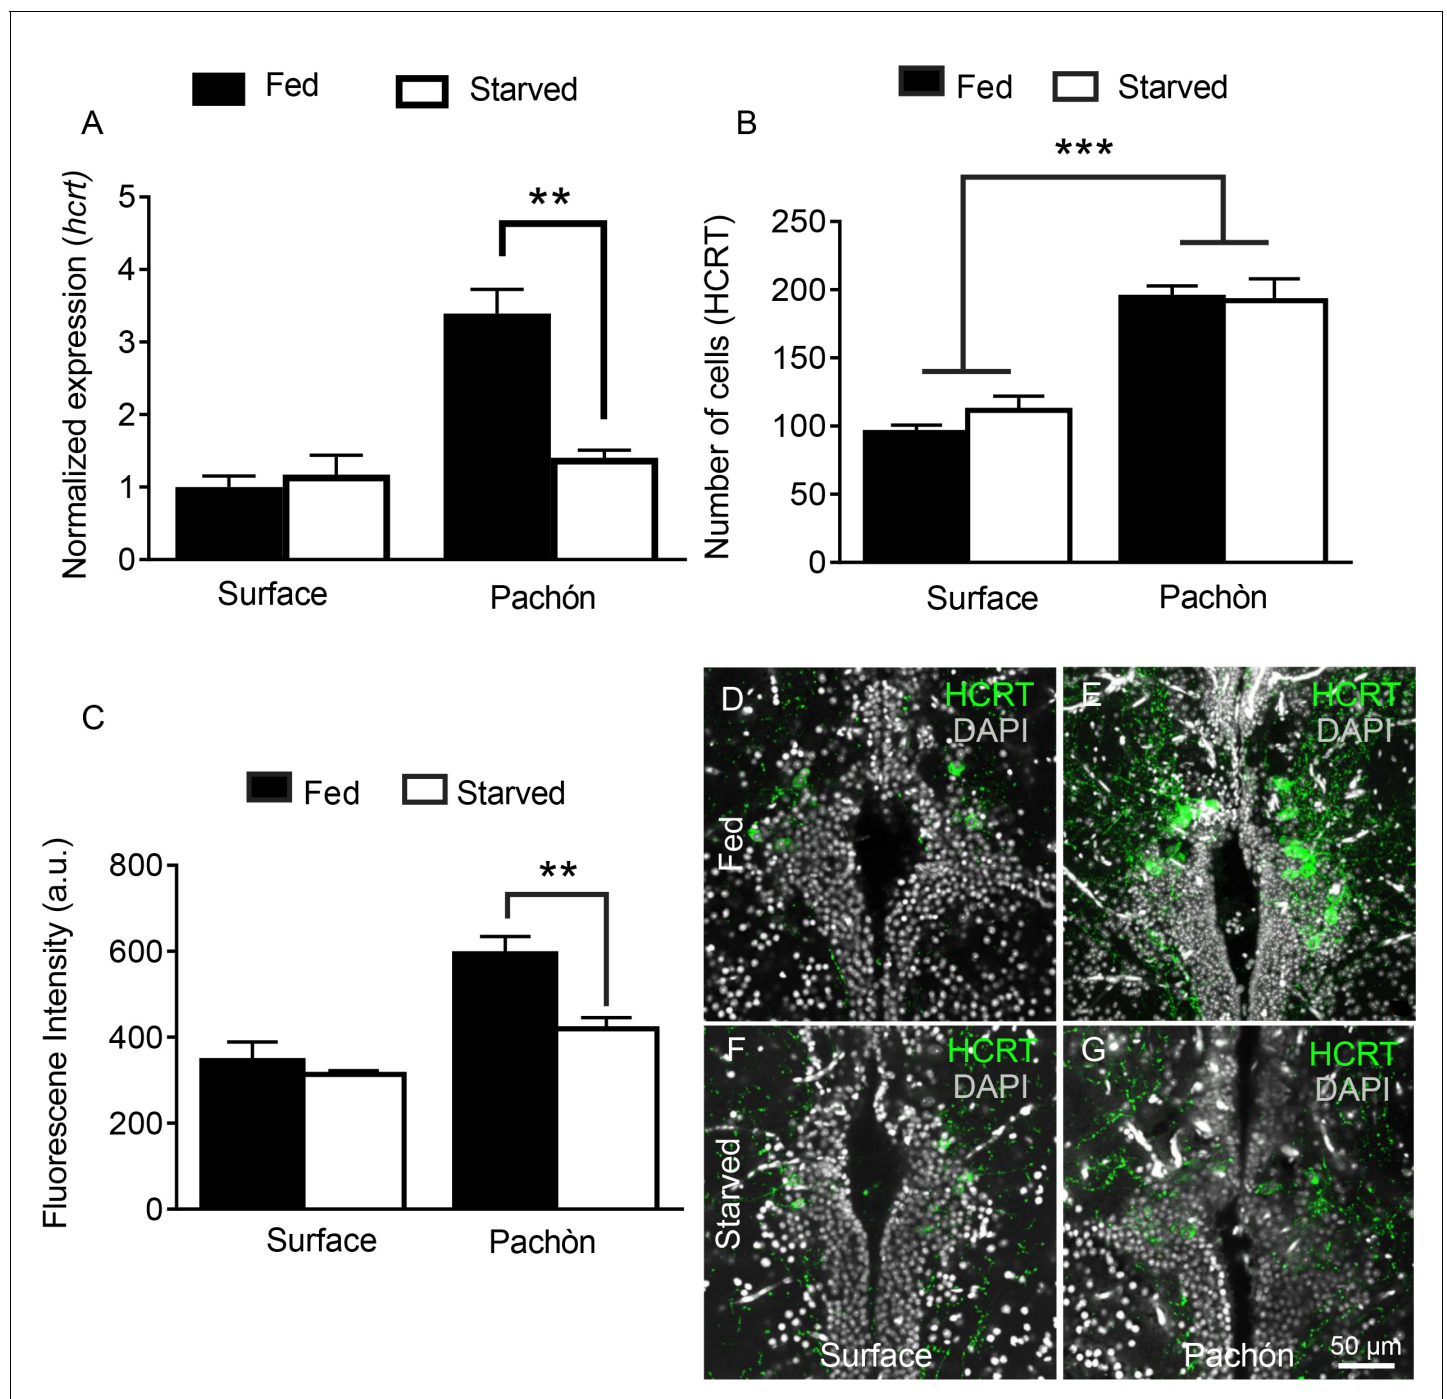 A
Fed
Starved
**
Normalized expression (hcrt)
5
4
3
2
1
0
Surface
Pachón
B
Fed
Starved
***
Number of cells (HCRT)
250
200
150
100
50
0
Surface
Pachòn
C
Fed
Starved
**
Fluorescene Intensity (a.u.)
800
600
400
200
0
Surface
Pachòn
D
HCRT
DAPI
Fed
E
HCRT
DAPI
F
HCRT
DAPI
Starved
Surface
G
HCRT
DAPI
Pachón
50 µm